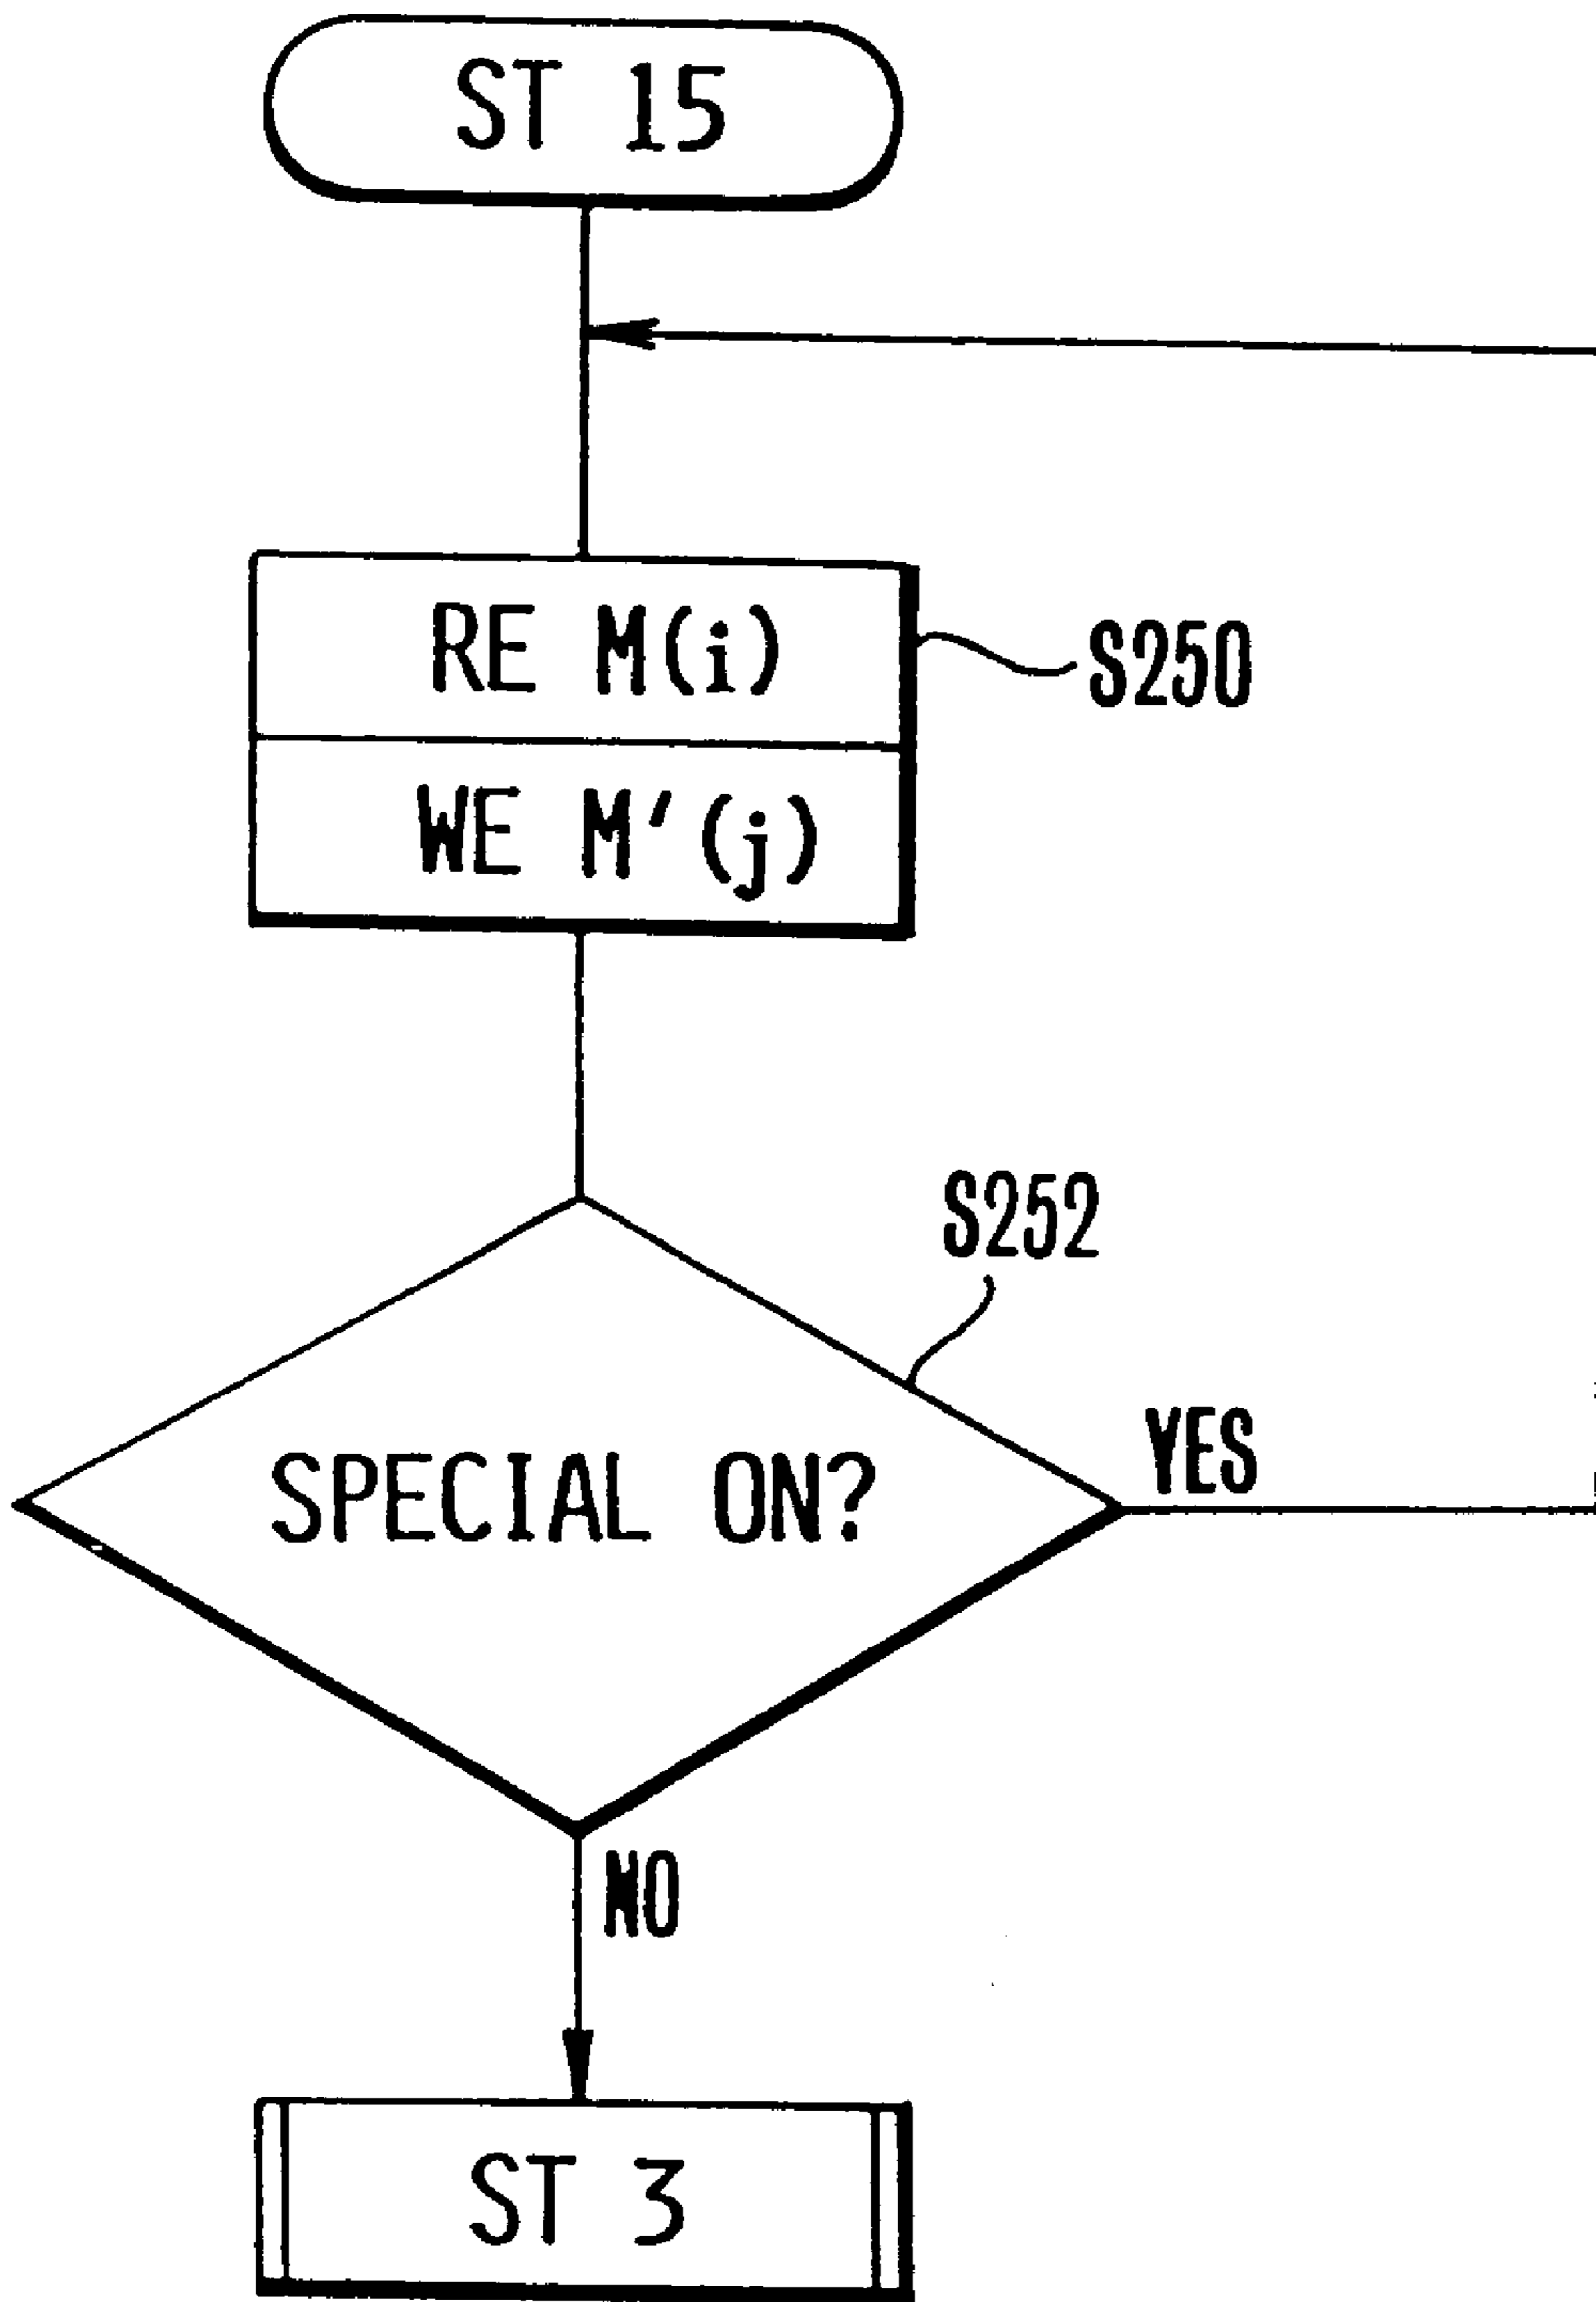 ST 15
RE M(i)
S250
WE M'(j)
S252
SPECIAL ON?
YES
NO
ST 3